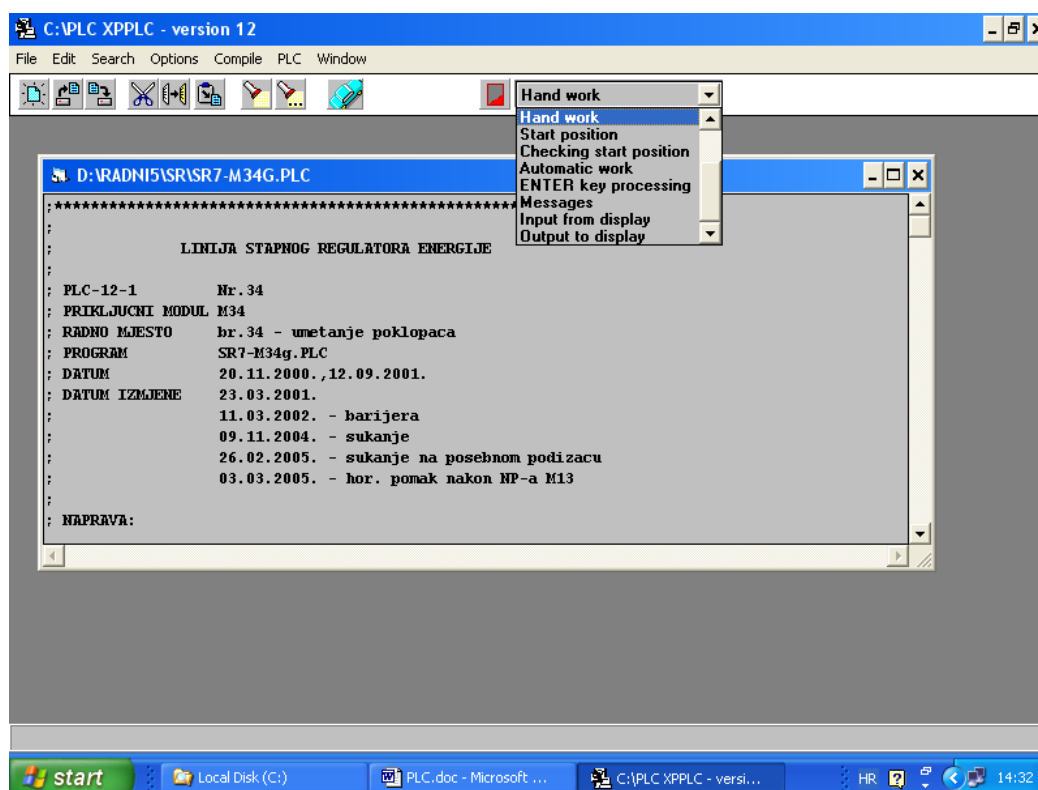 C:\PLC XPPLC - version 12
File Edit Search Options Compile PLC Window
Hand work
Hand work
Start position
Checking start position
Automatic work
ENTER key processing
Messages
Input from display
Output to display
D:\RADNI5\SR\SR7-M34G.PLC
;***************************************************
;
; LINIJA STAPNOG REGULATORA ENERGIJE
;
; PLC-12-1 Nr.34
; PRIKLJUCNI MODUL M34
; RADNO MJESTO br.34 - umetanje poklopaca
; PROGRAM SR7-M34g.PLC
; DATUM 20.11.2000.,12.09.2001.
; DATUM IZMJENE 23.03.2001.
; 11.03.2002. - barijera
; 09.11.2004. - sukanje
; 26.02.2005. - sukanje na posebnom podizacu
; 03.03.2005. - hor. pomak nakon NP-a M13
;
; NAPRAVA:
start Local Disk (C:) PLC.doc - Microsoft ... C:\PLC XPPLC - versi... HR 14:32